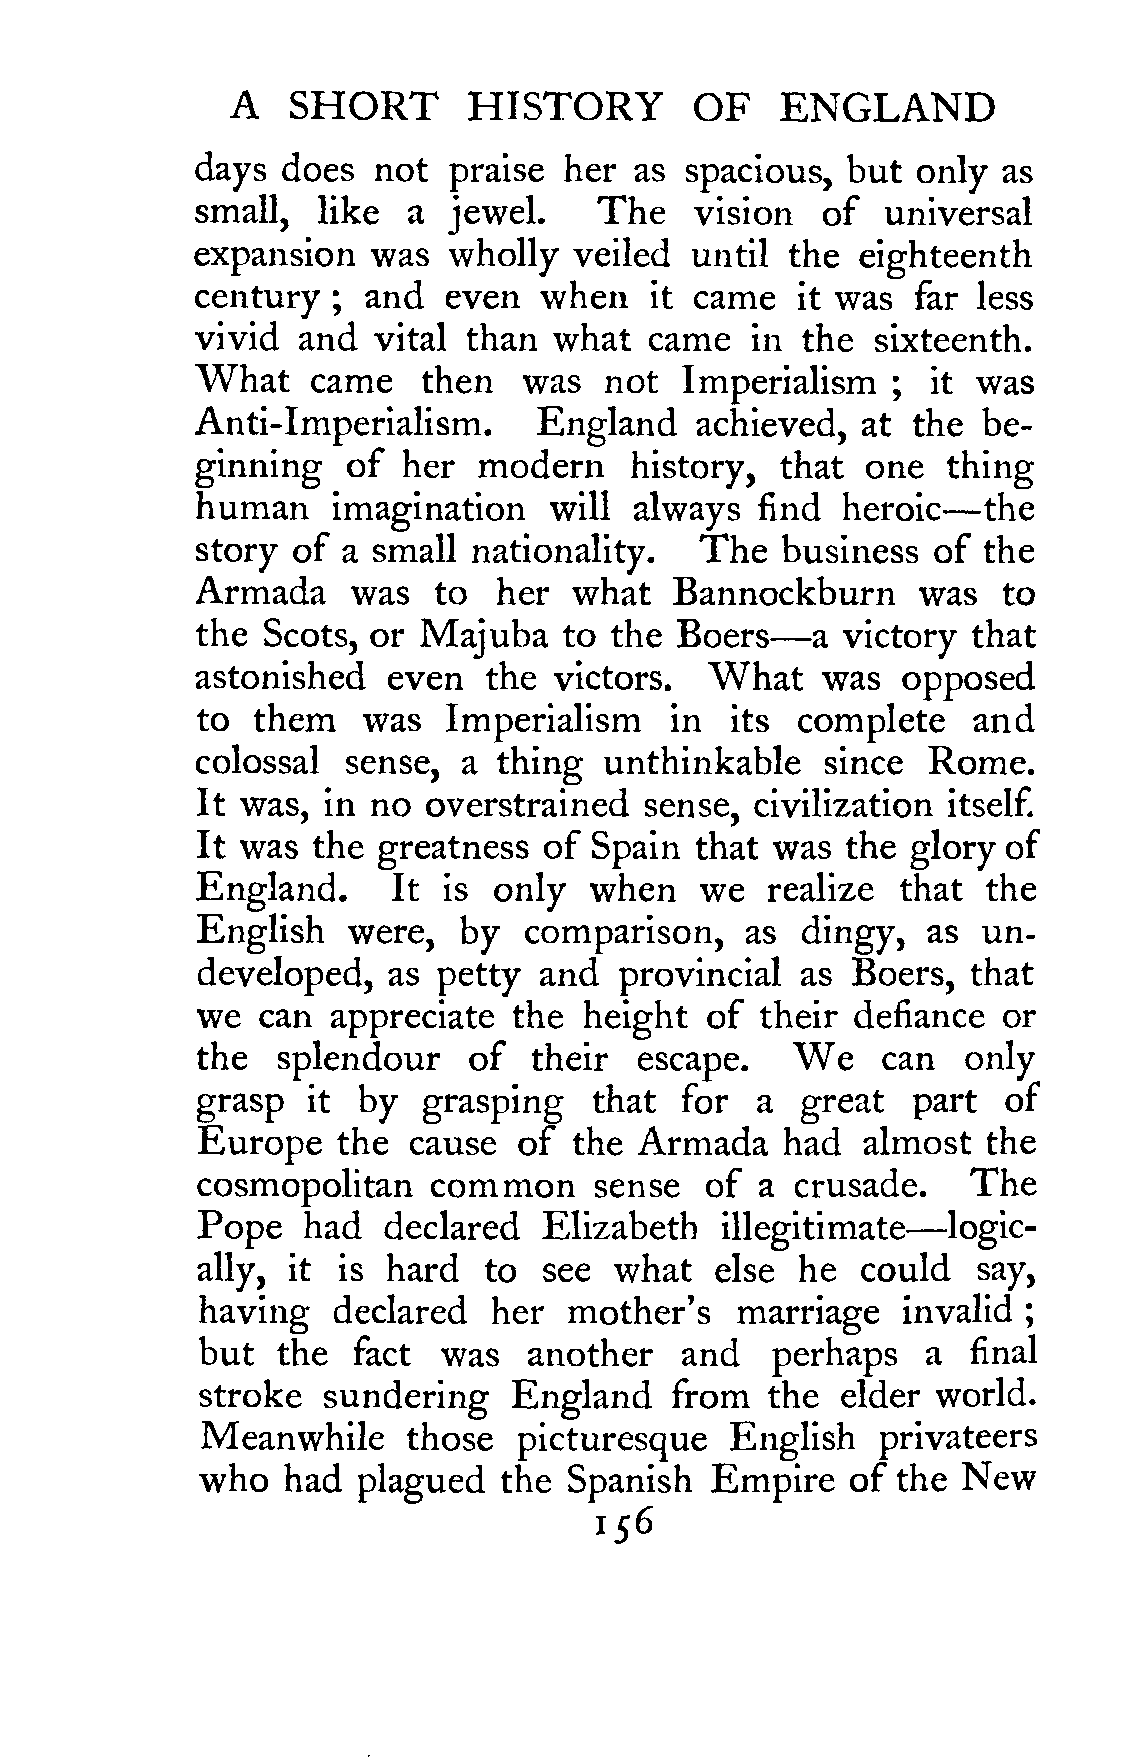 A SHORT HISTORY OF ENGLAND
days does not praise her as spacious, but only as
small, like a jewel. The vision of universal
expansion was wholly veiled until the eighteenth
century ; and even when it came it was far less
vivid and vital than what came in the sixteenth.
What came then was not Imperialism ; it was
Anti-Imperialism. England achieved, at the be-
ginning of her modern history, that one thing
human imagination will always find heroic—the
story of a small nationality. The business of the
Armada was to her what Bannockburn was to
the Scots, or Majuba to the Boers—a victory that
astonished even the victors. What was opposed
to them was Imperialism in its complete and
colossal sense, a thing unthinkable since Rome.
It was, in no overstrained sense, civilization itself.
It was the greatness of Spain that was the glory of
England. It is only when we realize that the
English were, by comparison, as dingy, as un-
developed, as petty and provincial as Boers, that
we can appreciate the height of their defiance or
the splendour of their escape. We can only
grasp it by grasping that for a great part of
Europe the cause of the Armada had almost the
cosmopolitan common sense of a crusade. The
Pope had declared Elizabeth illegitimate—logic-
ally, it is hard to see what else he could say,
having declared her mother's marriage invalid ;
but the fact was another and perhaps a final
stroke sundering England from the elder world.
Meanwhile those picturesque English privateers
who had plagued the Spanish Empire of the New
156